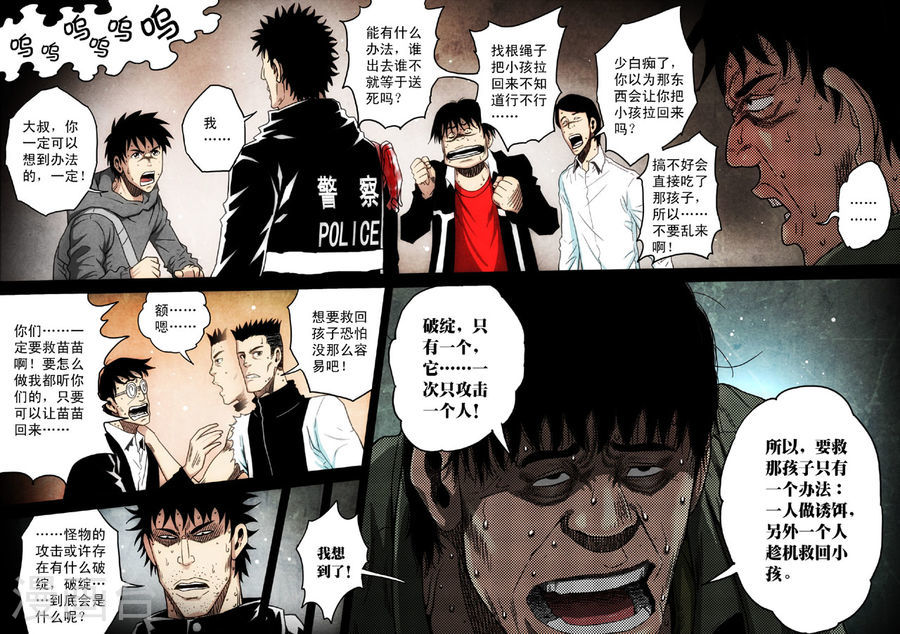 呜呜呜呜呜呜
大叔，你
一定可以
想到办法
的，一定！
我
……
警察
POLICE
能有什么
办法，谁
出去谁不
就等于送
死吗？
找根绳子
把小孩拉
回来不知
道行不行
……
少白痴了，
你以为那东
西会让你把
小孩拉回来
吗？
搞不好会
直接吃了
那孩子，
所以……
不要乱来
啊！
……
……
你们……一
定要救苗苗
啊！要怎么
做我都听你
们的，只要
可以让苗苗
回来……
额……
嗯……
想要救回
孩子恐怕
没那么容
易吧！
……怪物的
攻击或许存
在有什么破
绽，破绽…
…到底会是
什么呢？
我想
到了！
破绽，只
有一个，
它……一
次只攻击
一个人！
所以，要救
那孩子只有
一个办法：
一人做诱饵，
另外一个人
趁机救回小
孩。
漫画台